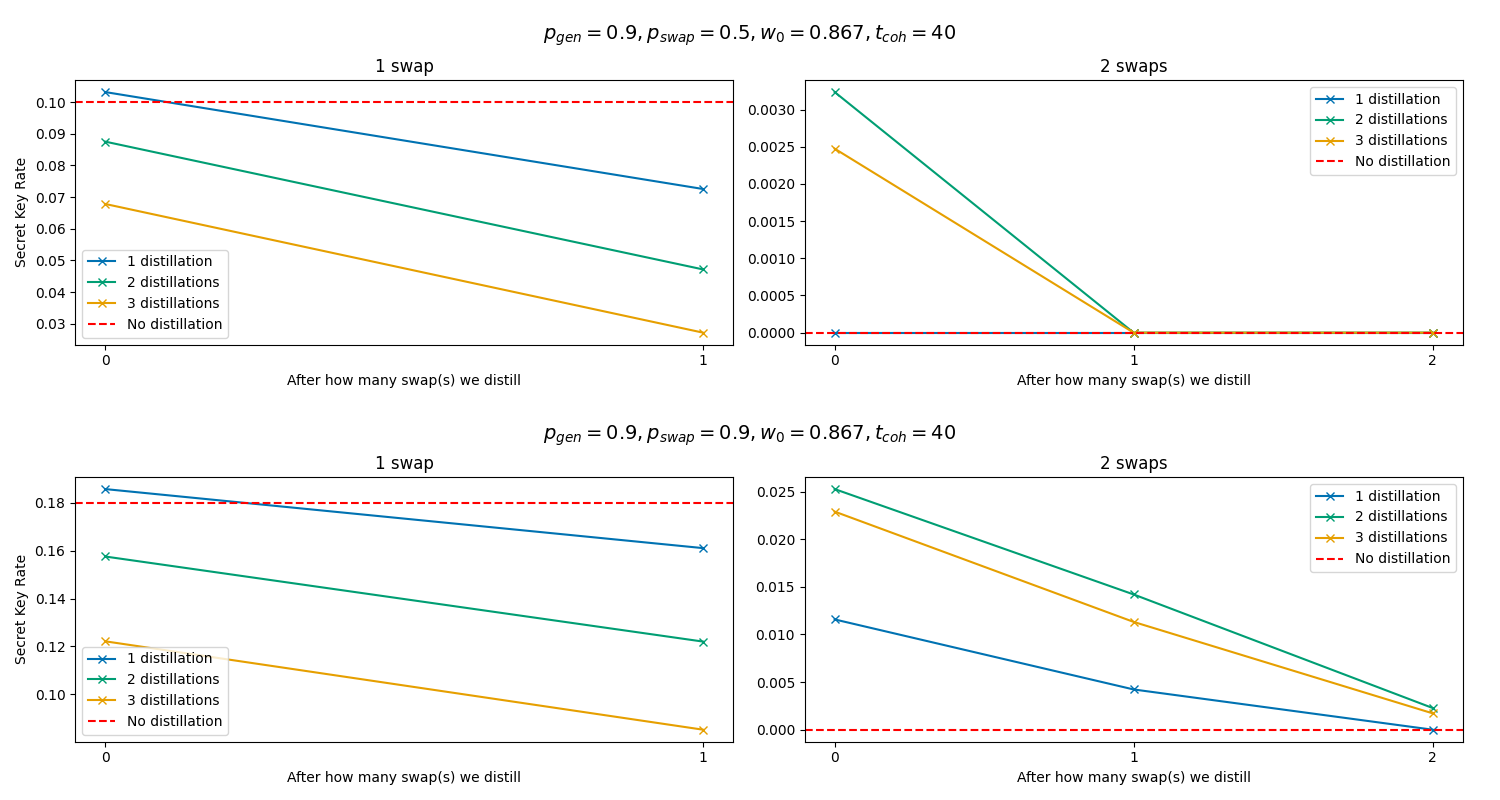 p_gen = 0.9, p_swap = 0.5, w_0 = 0.867, t_coh = 40
1 swap
0.10
0.09
0.08
0.07
0.06
0.05
0.04
0.03
Secret Key Rate
1 distillation
2 distillations
3 distillations
No distillation
0 1
After how many swap(s) we distill
2 swaps
0.0030
0.0025
0.0020
0.0015
0.0010
0.0005
0.0000
1 distillation
2 distillations
3 distillations
No distillation
0 1 2
After how many swap(s) we distill
p_gen = 0.9, p_swap = 0.9, w_0 = 0.867, t_coh = 40
1 swap
0.18
0.16
0.14
0.12
0.10
Secret Key Rate
1 distillation
2 distillations
3 distillations
No distillation
0 1
After how many swap(s) we distill
2 swaps
0.025
0.020
0.015
0.010
0.005
0.000
1 distillation
2 distillations
3 distillations
No distillation
0 1 2
After how many swap(s) we distill